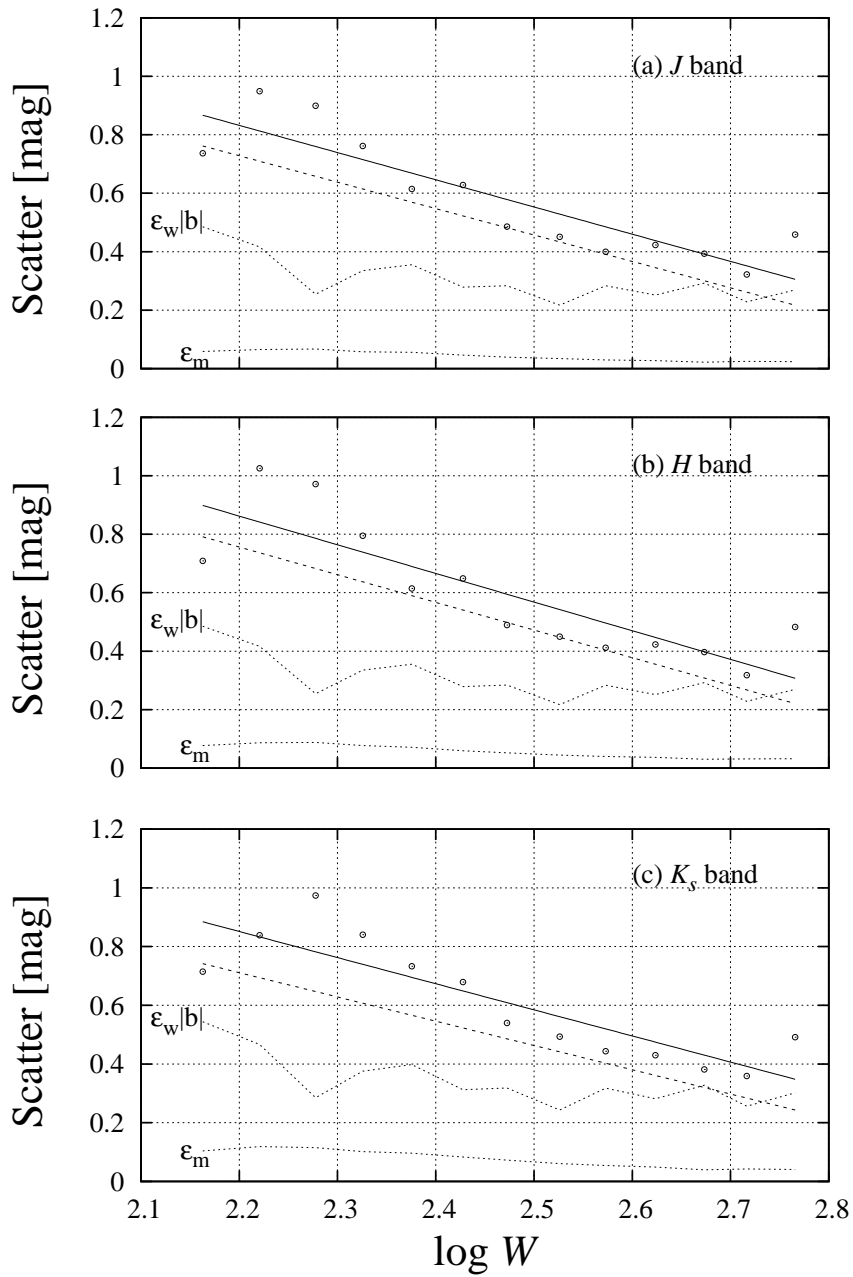 1.2
(a) J band
1
0.8
Scatter [mag]
0.6
εw|b|
0.4
0.2
εm
0
1.2
(b) H band
1
0.8
Scatter [mag]
0.6
εw|b|
0.4
0.2
εm
0
1.2
(c) Ks band
1
0.8
Scatter [mag]
0.6
εw|b|
0.4
0.2
εm
0
2.1 2.2 2.3 2.4 2.5 2.6 2.7 2.8
log W